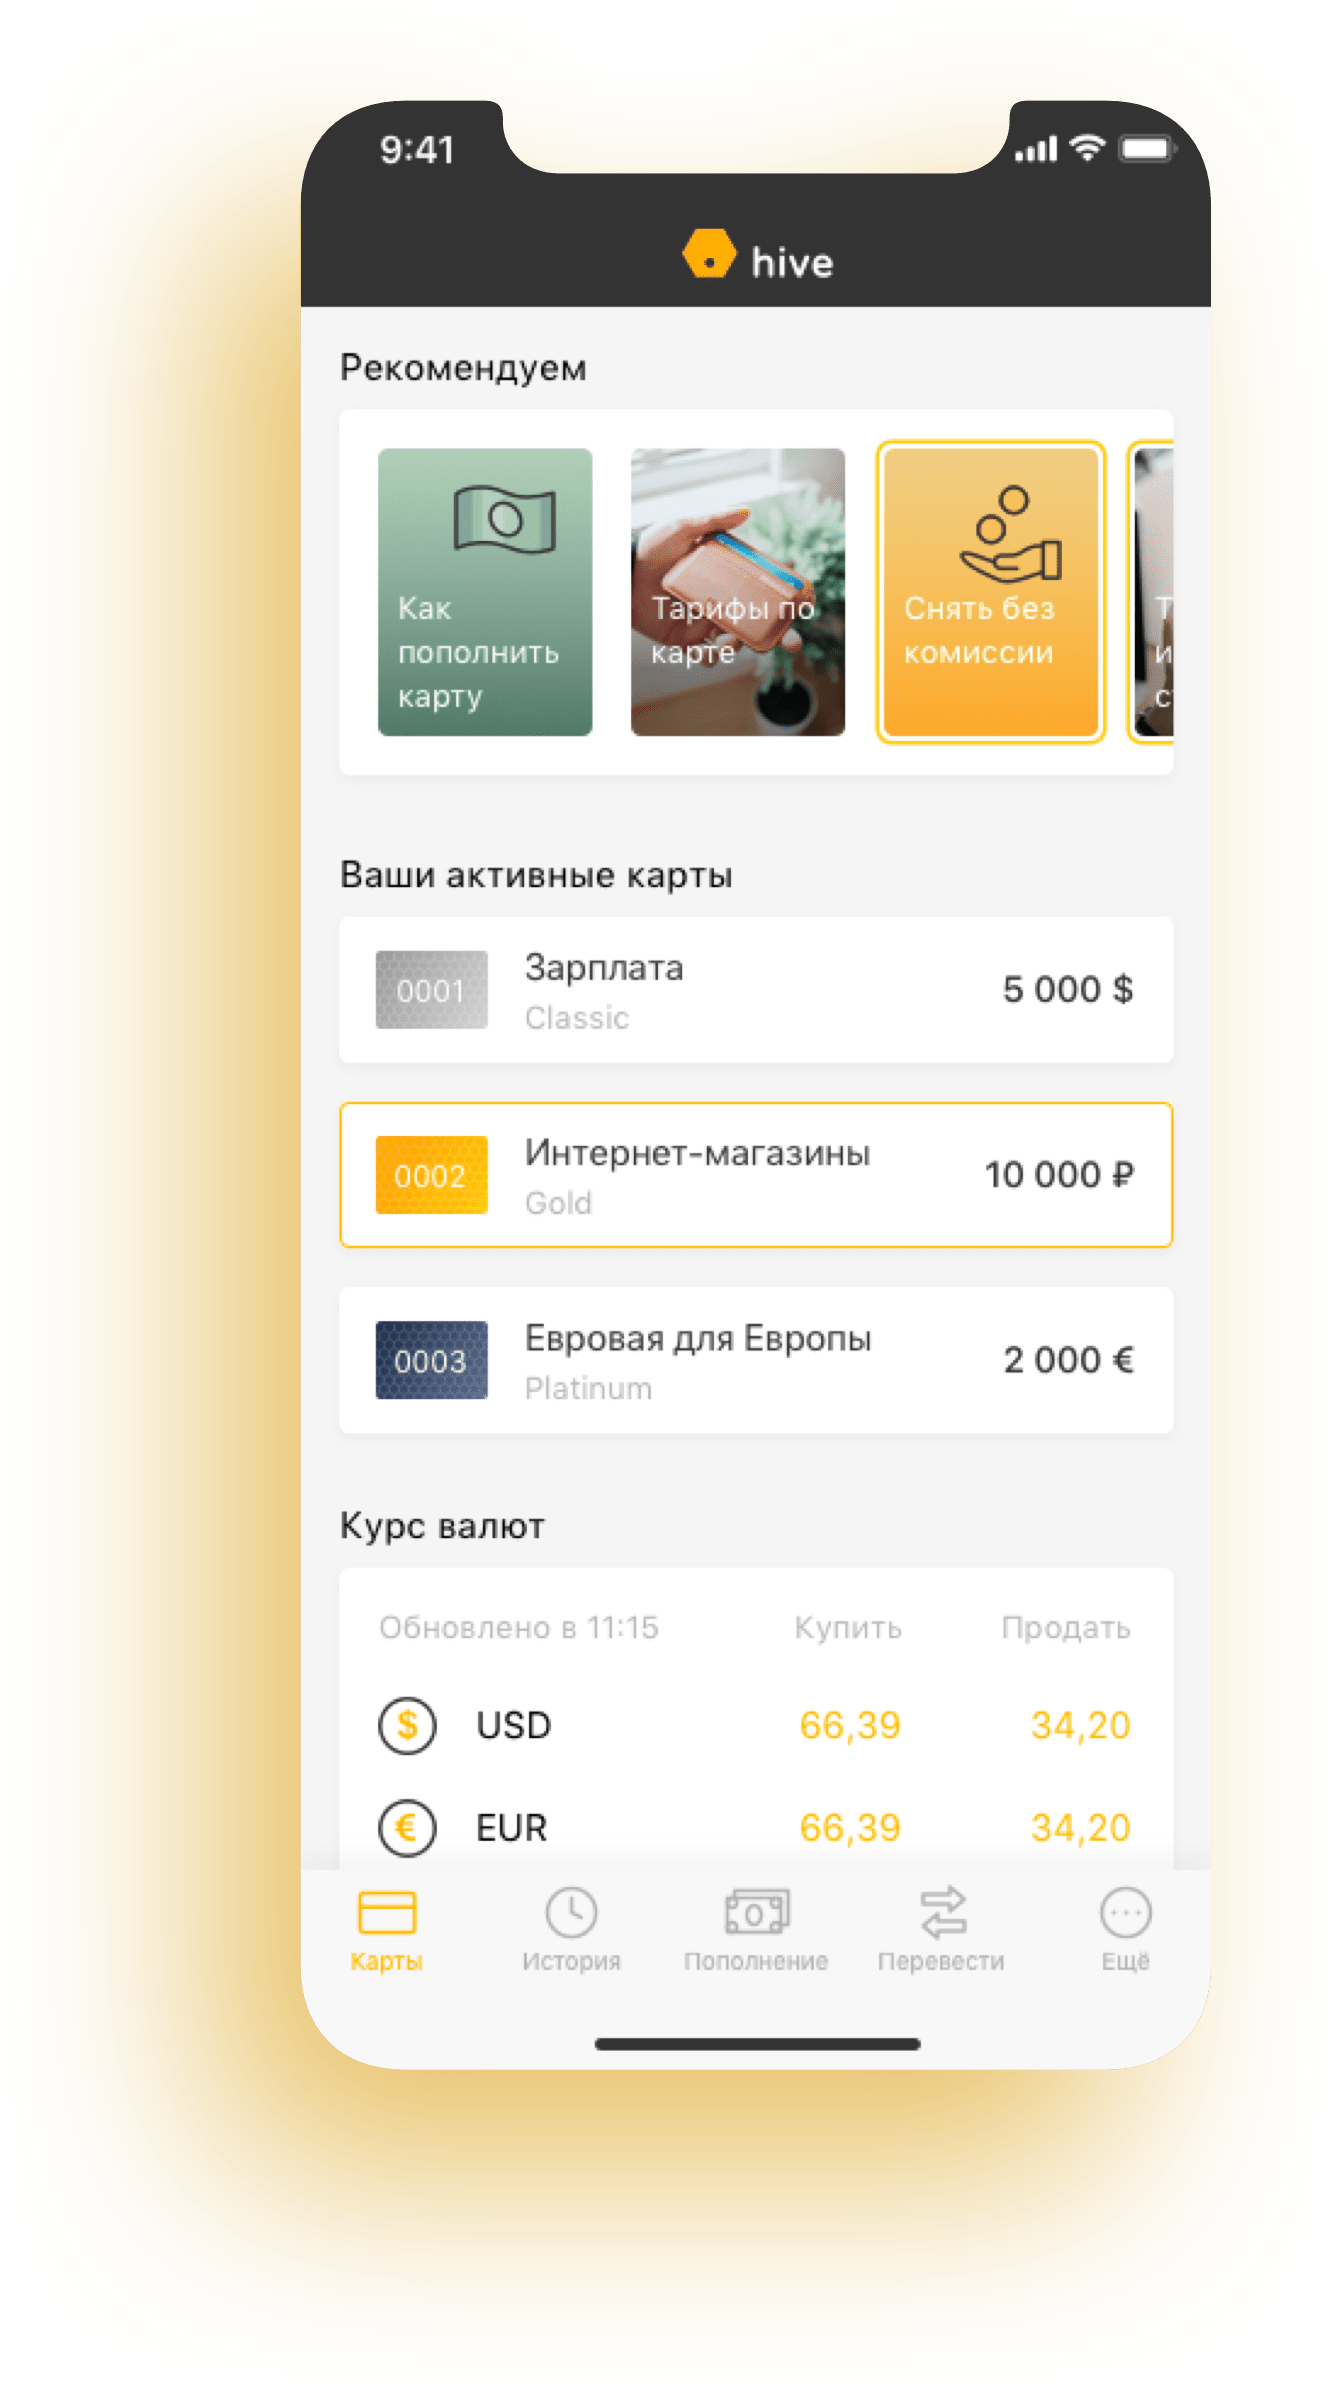 9:41
hive
Рекомендуем
Как
пополнить
карту
Тарифы по
карте
Снять без
комиссии
Ваши активные карты
0001
Зарплата
Classic
5 000 $
0002
Интернет-магазины
Gold
10 000 ₽
0003
Евровая для Европы
Platinum
2 000 €
Курс валют
Обновлено в 11:15 Купить Продать
$ USD 66,39 34,20
€ EUR 66,39 34,20
Карты История Пополнение Перевести Ещё